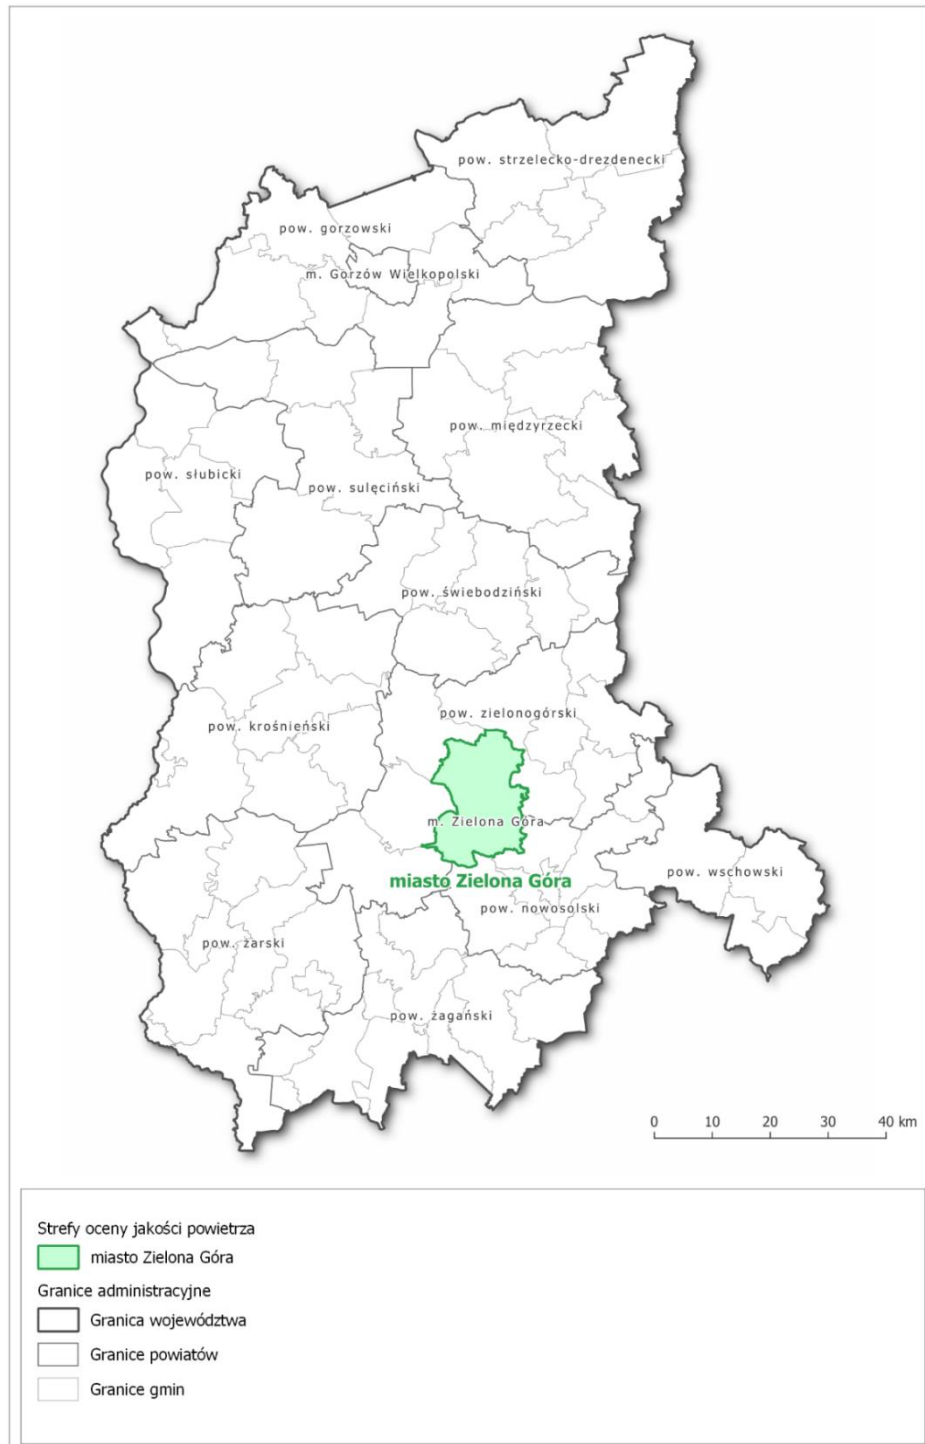 pow. strzelecko-drezdenecki
pow. gorzowski
m. Gorzów Wielkopolski
pow. międzyrzecki
pow. słubicki
pow. sulęciński
pow. świebodziński
pow. zielonogórski
pow. krośnieński
m. Zielona Góra
pow. wschowski
miasto Zielona Góra
pow. nowosolski
pow. żarski
pow. żagański
0 10 20 30 40 km
Strefy oceny jakości powietrza
miasto Zielona Góra
Granice administracyjne
Granica województwa
Granice powiatów
Granice gmin